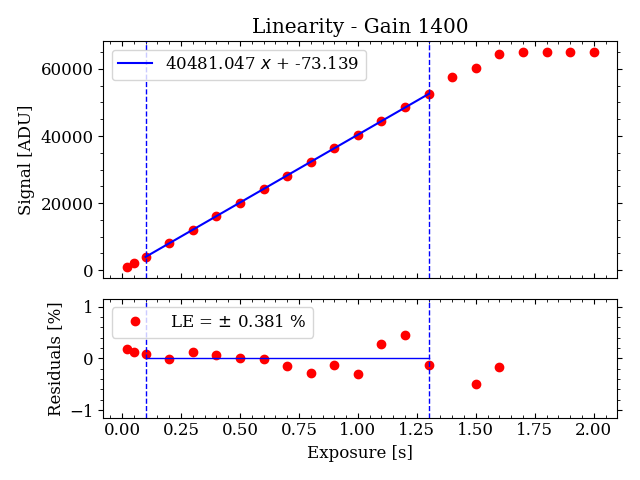 Linearity - Gain 1400
40481.047 x + -73.139
60000
40000
20000
0
Signal [ADU]
LE = ± 0.381 %
1
0
−1
Residuals [%]
0.00 0.25 0.50 0.75 1.00 1.25 1.50 1.75 2.00
Exposure [s]